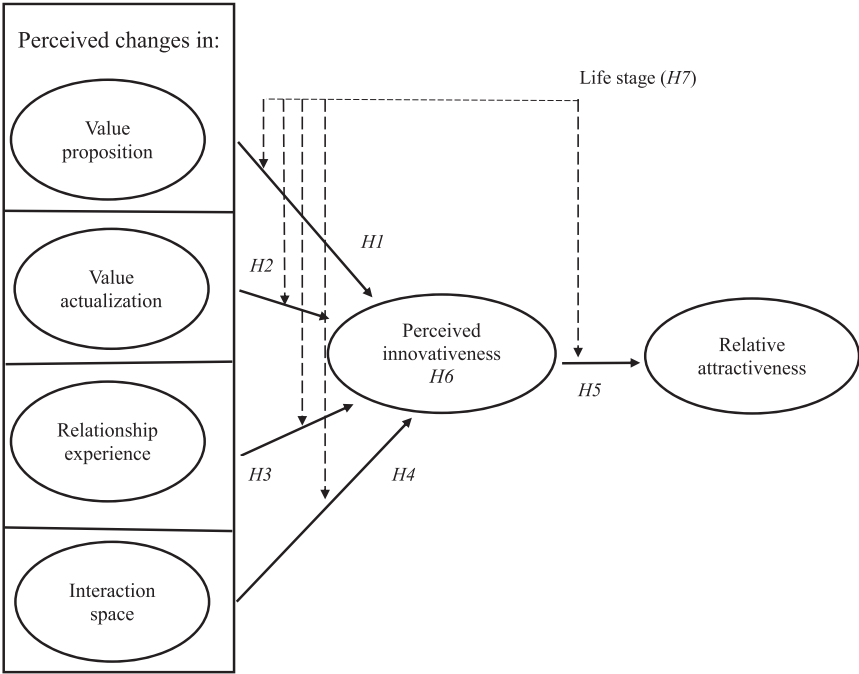 Perceived changes in:
Value
proposition
Value
actualization
Relationship
experience
Interaction
space
Life stage (H7)
H1
H2
H3
H4
Perceived
innovativeness
H6
H5
Relative
attractiveness